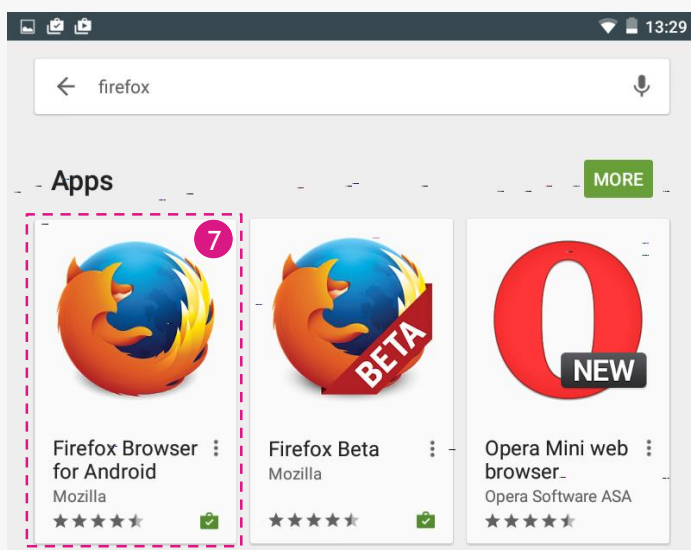 13:29
firefox
Apps
MORE
7
BETA
NEW
Firefox Browser
for Android
Mozilla
Firefox Beta
Mozilla
Opera Mini web
browser
Opera Software ASA